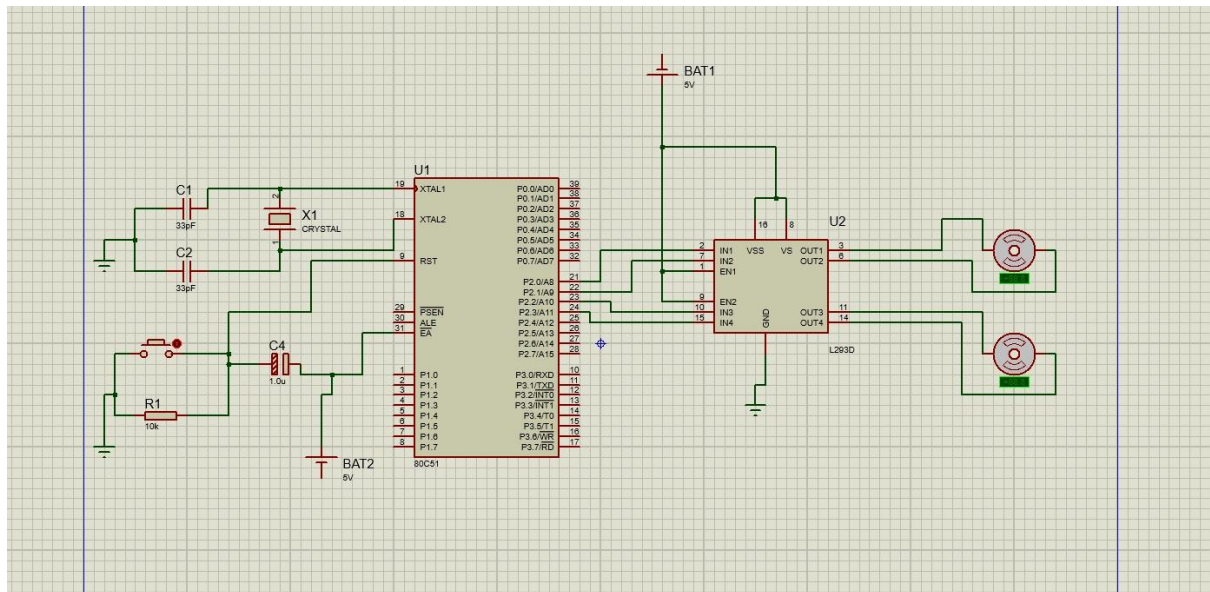 BAT1
5V
U1
C1
33pF
X1
CRYSTAL
2
1
C2
33pF
19 XTAL1
18 XTAL2
9 RST
29 PSEN
30 ALE
31 EA
1 P1.0
2 P1.1
3 P1.2
4 P1.3
5 P1.4
6 P1.5
7 P1.6
8 P1.7
P0.0/AD0 39
P0.1/AD1 38
P0.2/AD2 37
P0.3/AD3 36
P0.4/AD4 35
P0.5/AD5 34
P0.6/AD6 33
P0.7/AD7 32
P2.0/A8 21
P2.1/A9 22
P2.2/A10 23
P2.3/A11 24
P2.4/A12 25
P2.5/A13 26
P2.6/A14 27
P2.7/A15 28
P3.0/RXD 10
P3.1/TXD 11
P3.2/INT0 12
P3.3/INT1 13
P3.4/T0 14
P3.5/T1 15
P3.6/WR 16
P3.7/RD 17
80C51
C4
1.0u
R1
10k
BAT2
5V
U2
16 8
VSS VS
2 IN1
7 IN2
1 EN1
9 EN2
10 IN3
15 IN4
GND
OUT1 3
OUT2 6
OUT3 11
OUT4 14
L293D